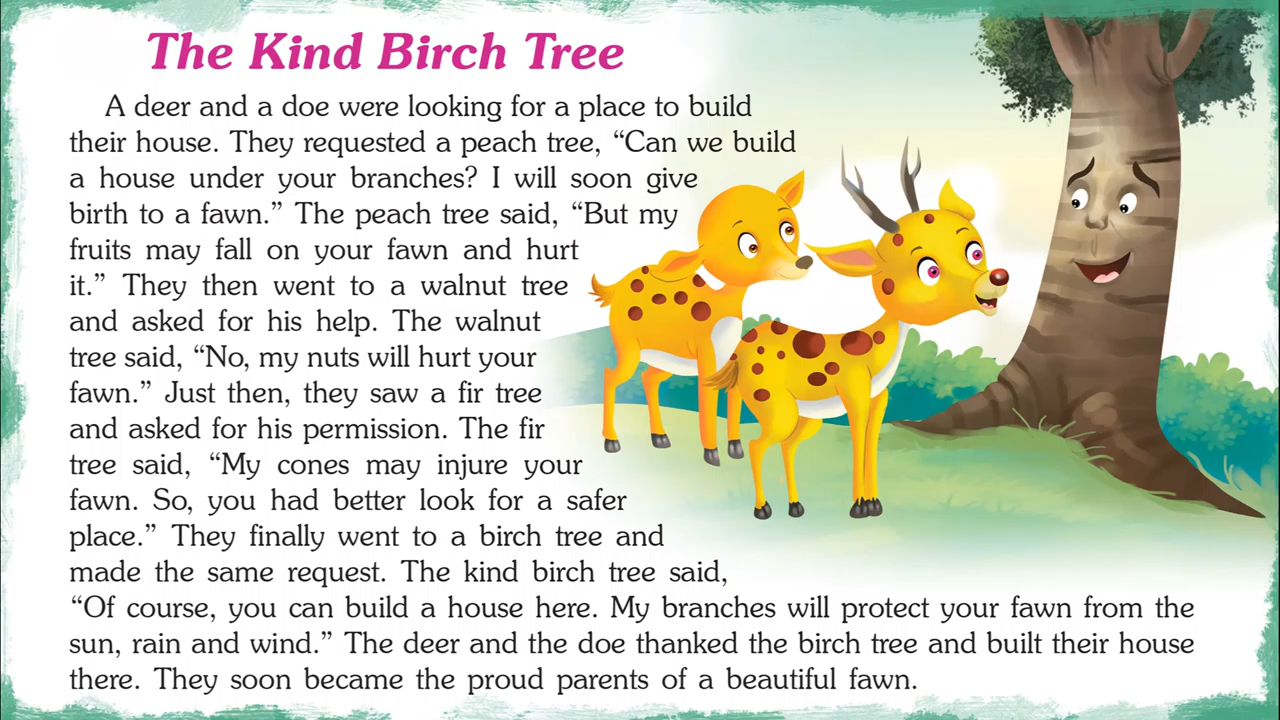 The Kind Birch Tree
A deer and a doe were looking for a place to build
their house. They requested a peach tree, “Can we build
a house under your branches? I will soon give
birth to a fawn.” The peach tree said, “But my
fruits may fall on your fawn and hurt
it.” They then went to a walnut tree
and asked for his help. The walnut
tree said, “No, my nuts will hurt your
fawn.” Just then, they saw a fir tree
and asked for his permission. The fir
tree said, “My cones may injure your
fawn. So, you had better look for a safer
place.” They finally went to a birch tree and
made the same request. The kind birch tree said,
“Of course, you can build a house here. My branches will protect your fawn from the
sun, rain and wind.” The deer and the doe thanked the birch tree and built their house
there. They soon became the proud parents of a beautiful fawn.